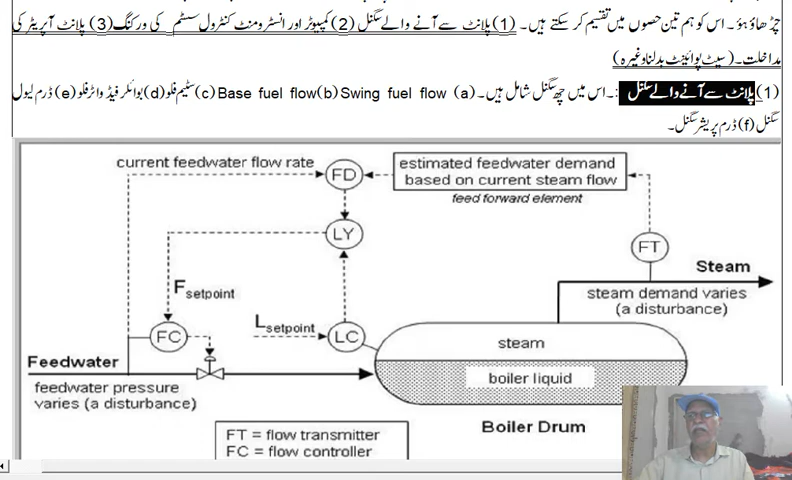 چڑھاؤ ہؤ۔ اس کو ہم تین حصوں میں تقسیم کر سکتے ہیں۔ (1) پلانٹ سے آنے والے سگنل (2) کمپیوٹر اور انسٹرومنٹ کنٹرول سسٹم کی ورکنگ (3) پلانٹ آپریٹر کی
مداخلت۔ (سیٹ پوائینٹ بدلنا وغیرہ)
(1) پلانٹ سے آنے والے سگنل :۔ اس میں چھ سگنل شامل ہیں۔ (a) Swing fuel flow (b) Base fuel flow (c) سٹیم فلو (d) بوائلر فیڈ واٹر فلو (e) ڈرم لیول
سگنل (f) ڈرم پریشر سگنل۔
current feedwater flow rate
FD
estimated feedwater demand
based on current steam flow
feed forward element
LY
FT
Steam
steam demand varies
(a disturbance)
Fsetpoint
Lsetpoint
FC
LC
steam
Feedwater
feedwater pressure
varies (a disturbance)
boiler liquid
Boiler Drum
FT = flow transmitter
FC = flow controller